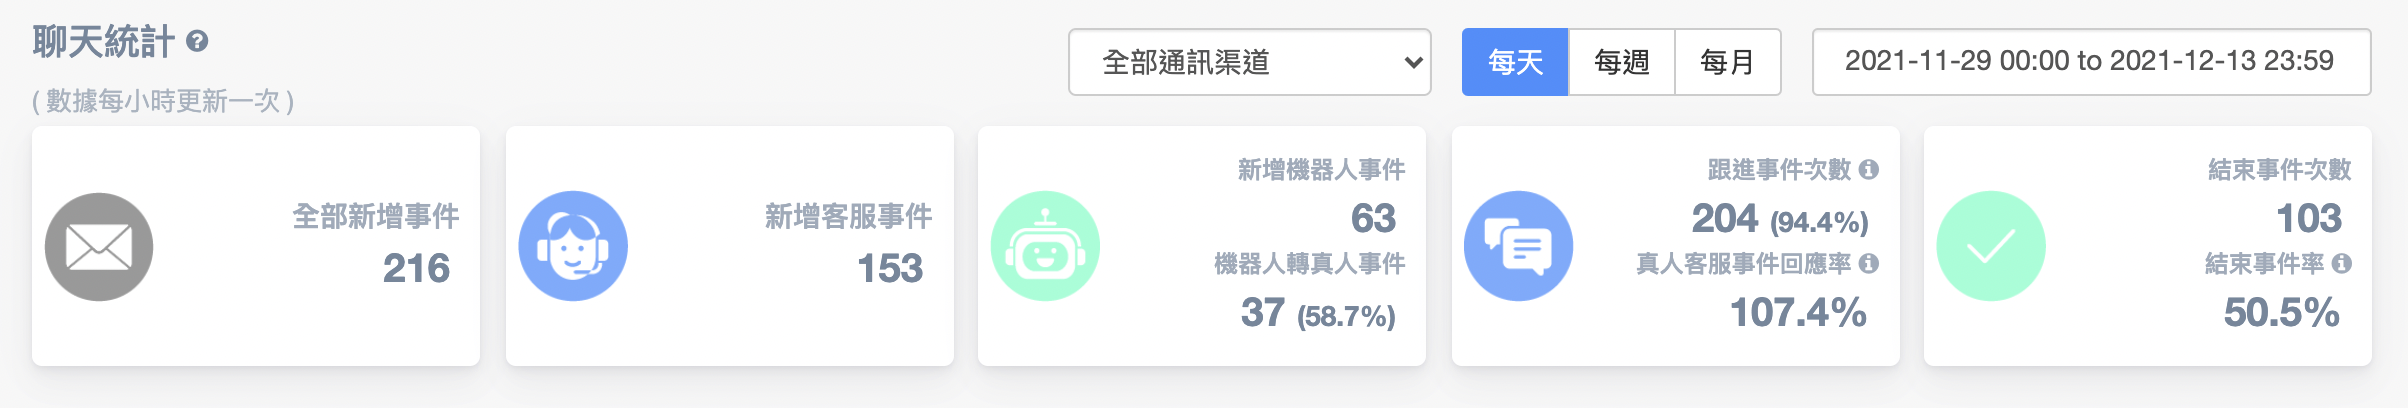 聊天統計
( 數據每小時更新一次 )
全部通訊渠道
每天
每週
每月
2021-11-29 00:00 to 2021-12-13 23:59
全部新增事件
216
新增客服事件
153
新增機器人事件
63
機器人轉真人事件
37 (58.7%)
跟進事件次數
204 (94.4%)
真人客服事件回應率
107.4%
結束事件次數
103
結束事件率
50.5%